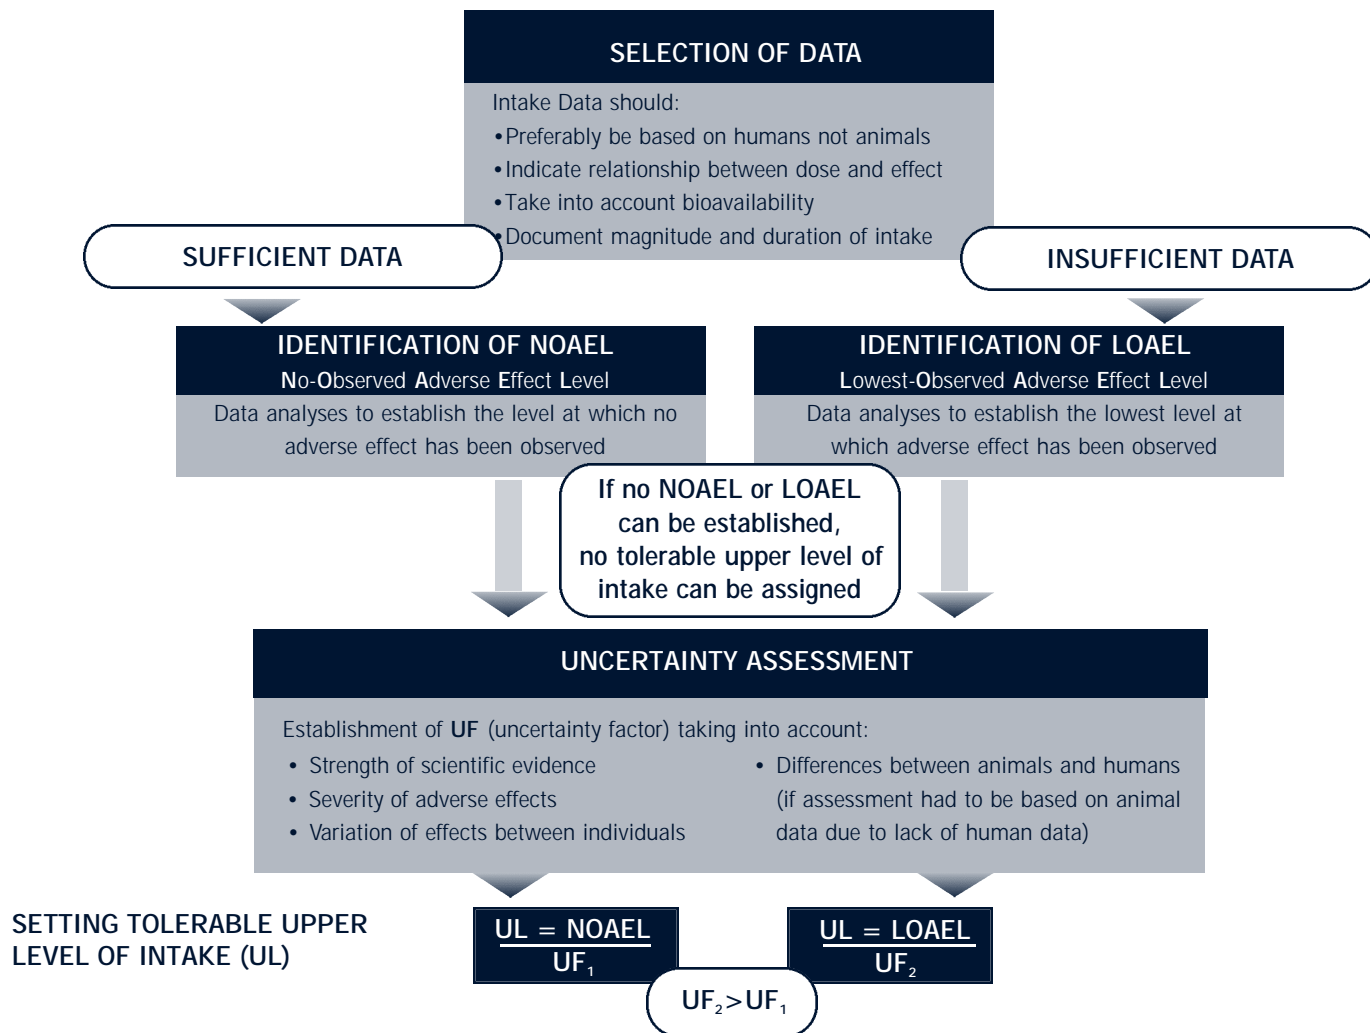 SELECTION OF DATA
Intake Data should:
•Preferably be based on humans not animals
•Indicate relationship between dose and effect
•Take into account bioavailability
•Document magnitude and duration of intake
SUFFICIENT DATA
INSUFFICIENT DATA
IDENTIFICATION OF NOAEL
No-Observed Adverse Effect Level
Data analyses to establish the level at which no
adverse effect has been observed
IDENTIFICATION OF LOAEL
Lowest-Observed Adverse Effect Level
Data analyses to establish the lowest level at
which adverse effect has been observed
If no NOAEL or LOAEL
can be established,
no tolerable upper level of
intake can be assigned
UNCERTAINTY ASSESSMENT
Establishment of UF (uncertainty factor) taking into account:
• Strength of scientific evidence
• Severity of adverse effects
• Variation of effects between individuals
• Differences between animals and humans
(if assessment had to be based on animal
data due to lack of human data)
SETTING TOLERABLE UPPER
LEVEL OF INTAKE (UL)
UL = NOAEL
UF₁
UL = LOAEL
UF₂
UF₂>UF₁